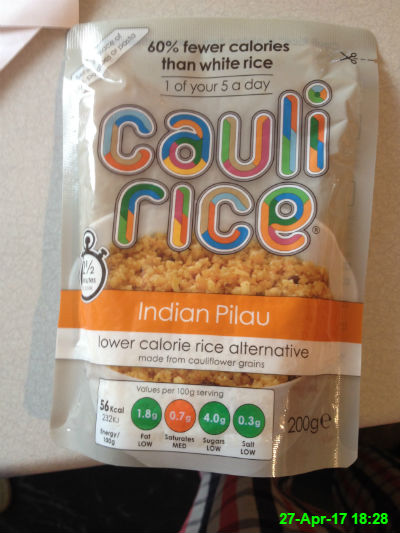 60% fewer calories
than white rice
1 of your 5 a day
cauli
rice®
2½
Indian Pilau
lower calorie rice alternative
made from cauliflower grains
Values per 100g serving
56Kcal
232KJ
Energy/
100g
1.8g
Fat
LOW
0.7g
Saturates
MED
4.0g
Sugars
LOW
0.3g
Salt
LOW
200g℮
27-Apr-17 18:28